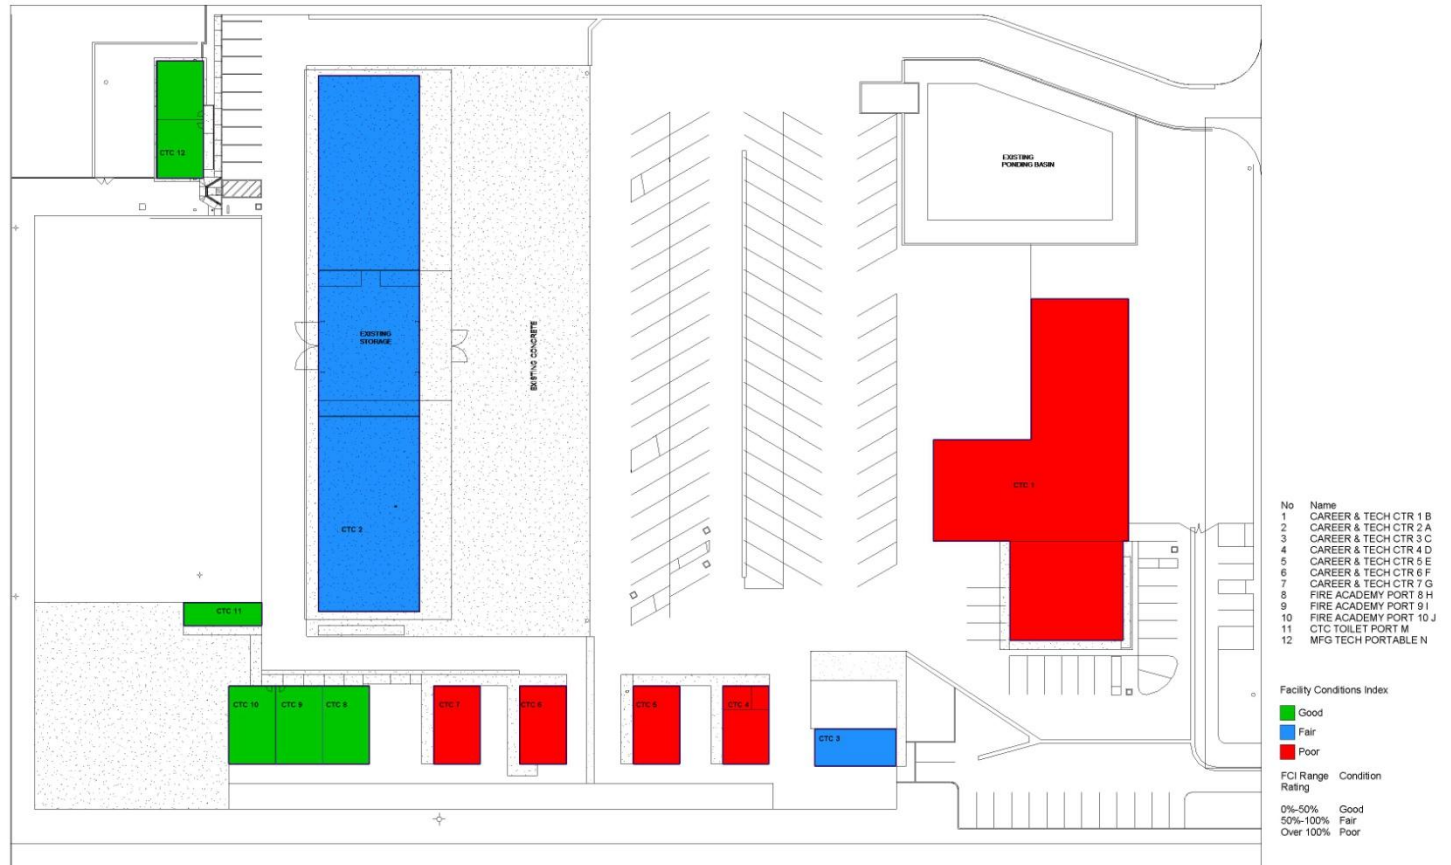 CTC 12
EXISTING
PONDING BASIN
EXISTING
STORAGE
EXISTING CONCRETE
CTC 1
CTC 2
CTC 11
CTC 10
CTC 9
CTC 8
CTC 7
CTC 6
CTC 5
CTC 4
CTC 3
No Name
1 CAREER & TECH CTR 1 B
2 CAREER & TECH CTR 2 A
3 CAREER & TECH CTR 3 C
4 CAREER & TECH CTR 4 D
5 CAREER & TECH CTR 5 E
6 CAREER & TECH CTR 6 F
7 CAREER & TECH CTR 7 G
8 FIRE ACADEMY PORT 8 H
9 FIRE ACADEMY PORT 9 I
10 FIRE ACADEMY PORT 10 J
11 CTC TOILET PORT M
12 MFG TECH PORTABLE N
Facility Conditions Index
Good
Fair
Poor
FCI Range Condition
Rating
0%-50% Good
50%-100% Fair
Over 100% Poor